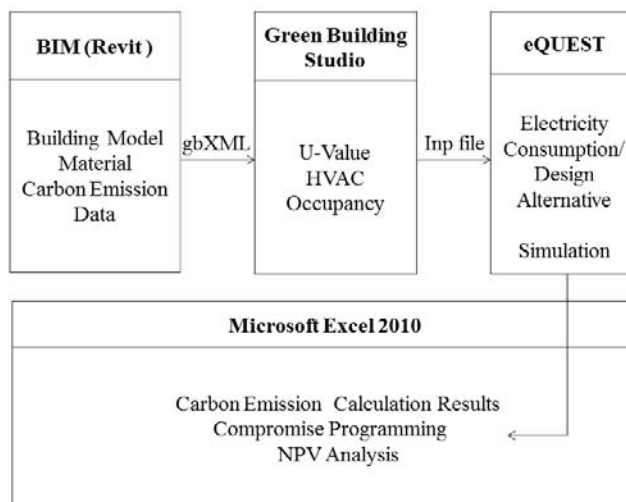 BIM (Revit )
Building Model
Material
Carbon Emission
Data
gbXML
Green Building
Studio
U-Value
HVAC
Occupancy
Inp file
eQUEST
Electricity
Consumption/
Design
Alternative
Simulation
Microsoft Excel 2010
Carbon Emission Calculation Results
Compromise Programming
NPV Analysis